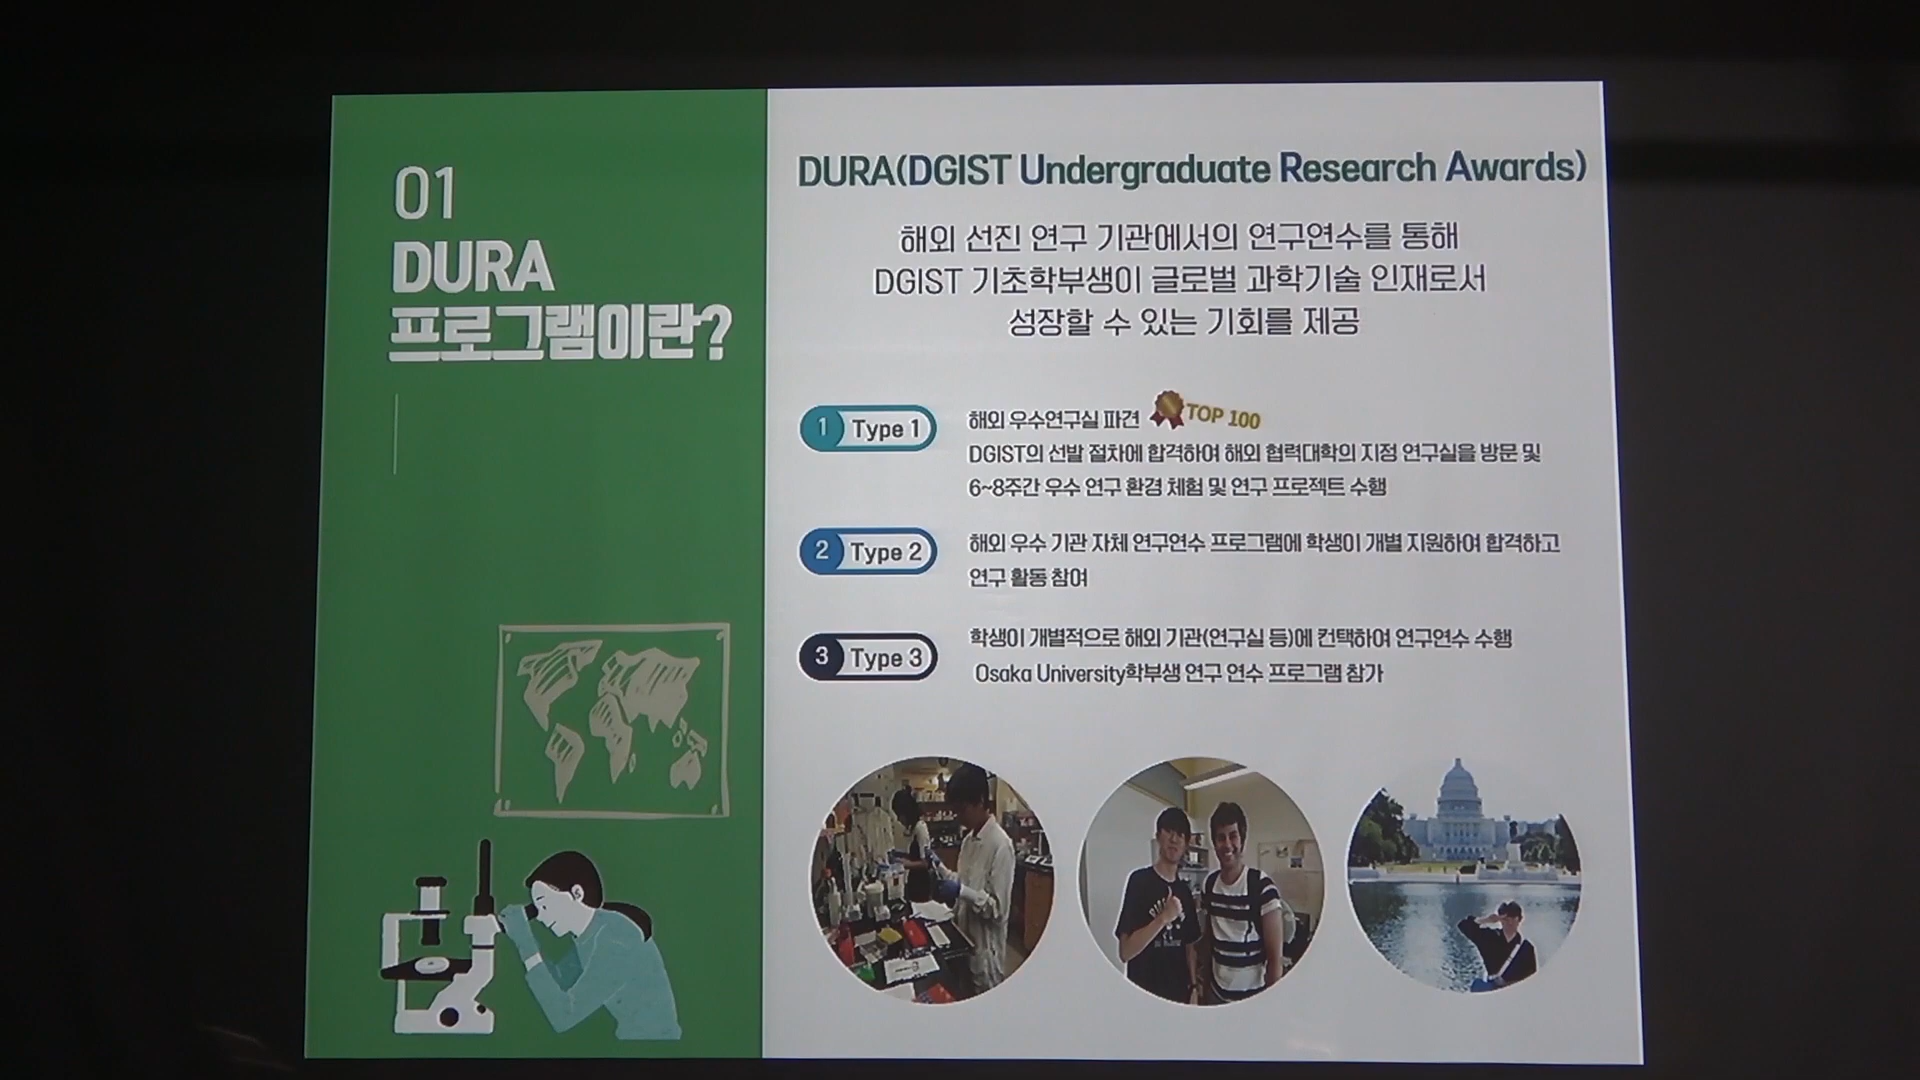 01
DURA
프로그램이란?
DURA(DGIST Undergraduate Research Awards)
해외 선진 연구 기관에서의 연구연수를 통해
DGIST 기초학부생이 글로벌 과학기술 인재로서
성장할 수 있는 기회를 제공
1 Type 1
해외 우수연구실 파견 TOP 100
DGIST의 선발 절차에 합격하여 해외 협력대학의 지정 연구실을 방문 및
6~8주간 우수 연구 환경 체험 및 연구 프로젝트 수행
2 Type 2
해외 우수 기관 자체 연구연수 프로그램에 학생이 개별 지원하여 합격하고
연구 활동 참여
3 Type 3
학생이 개별적으로 해외 기관(연구실 등)에 컨택하여 연구연수 수행
Osaka University학부생 연구 연수 프로그램 참가